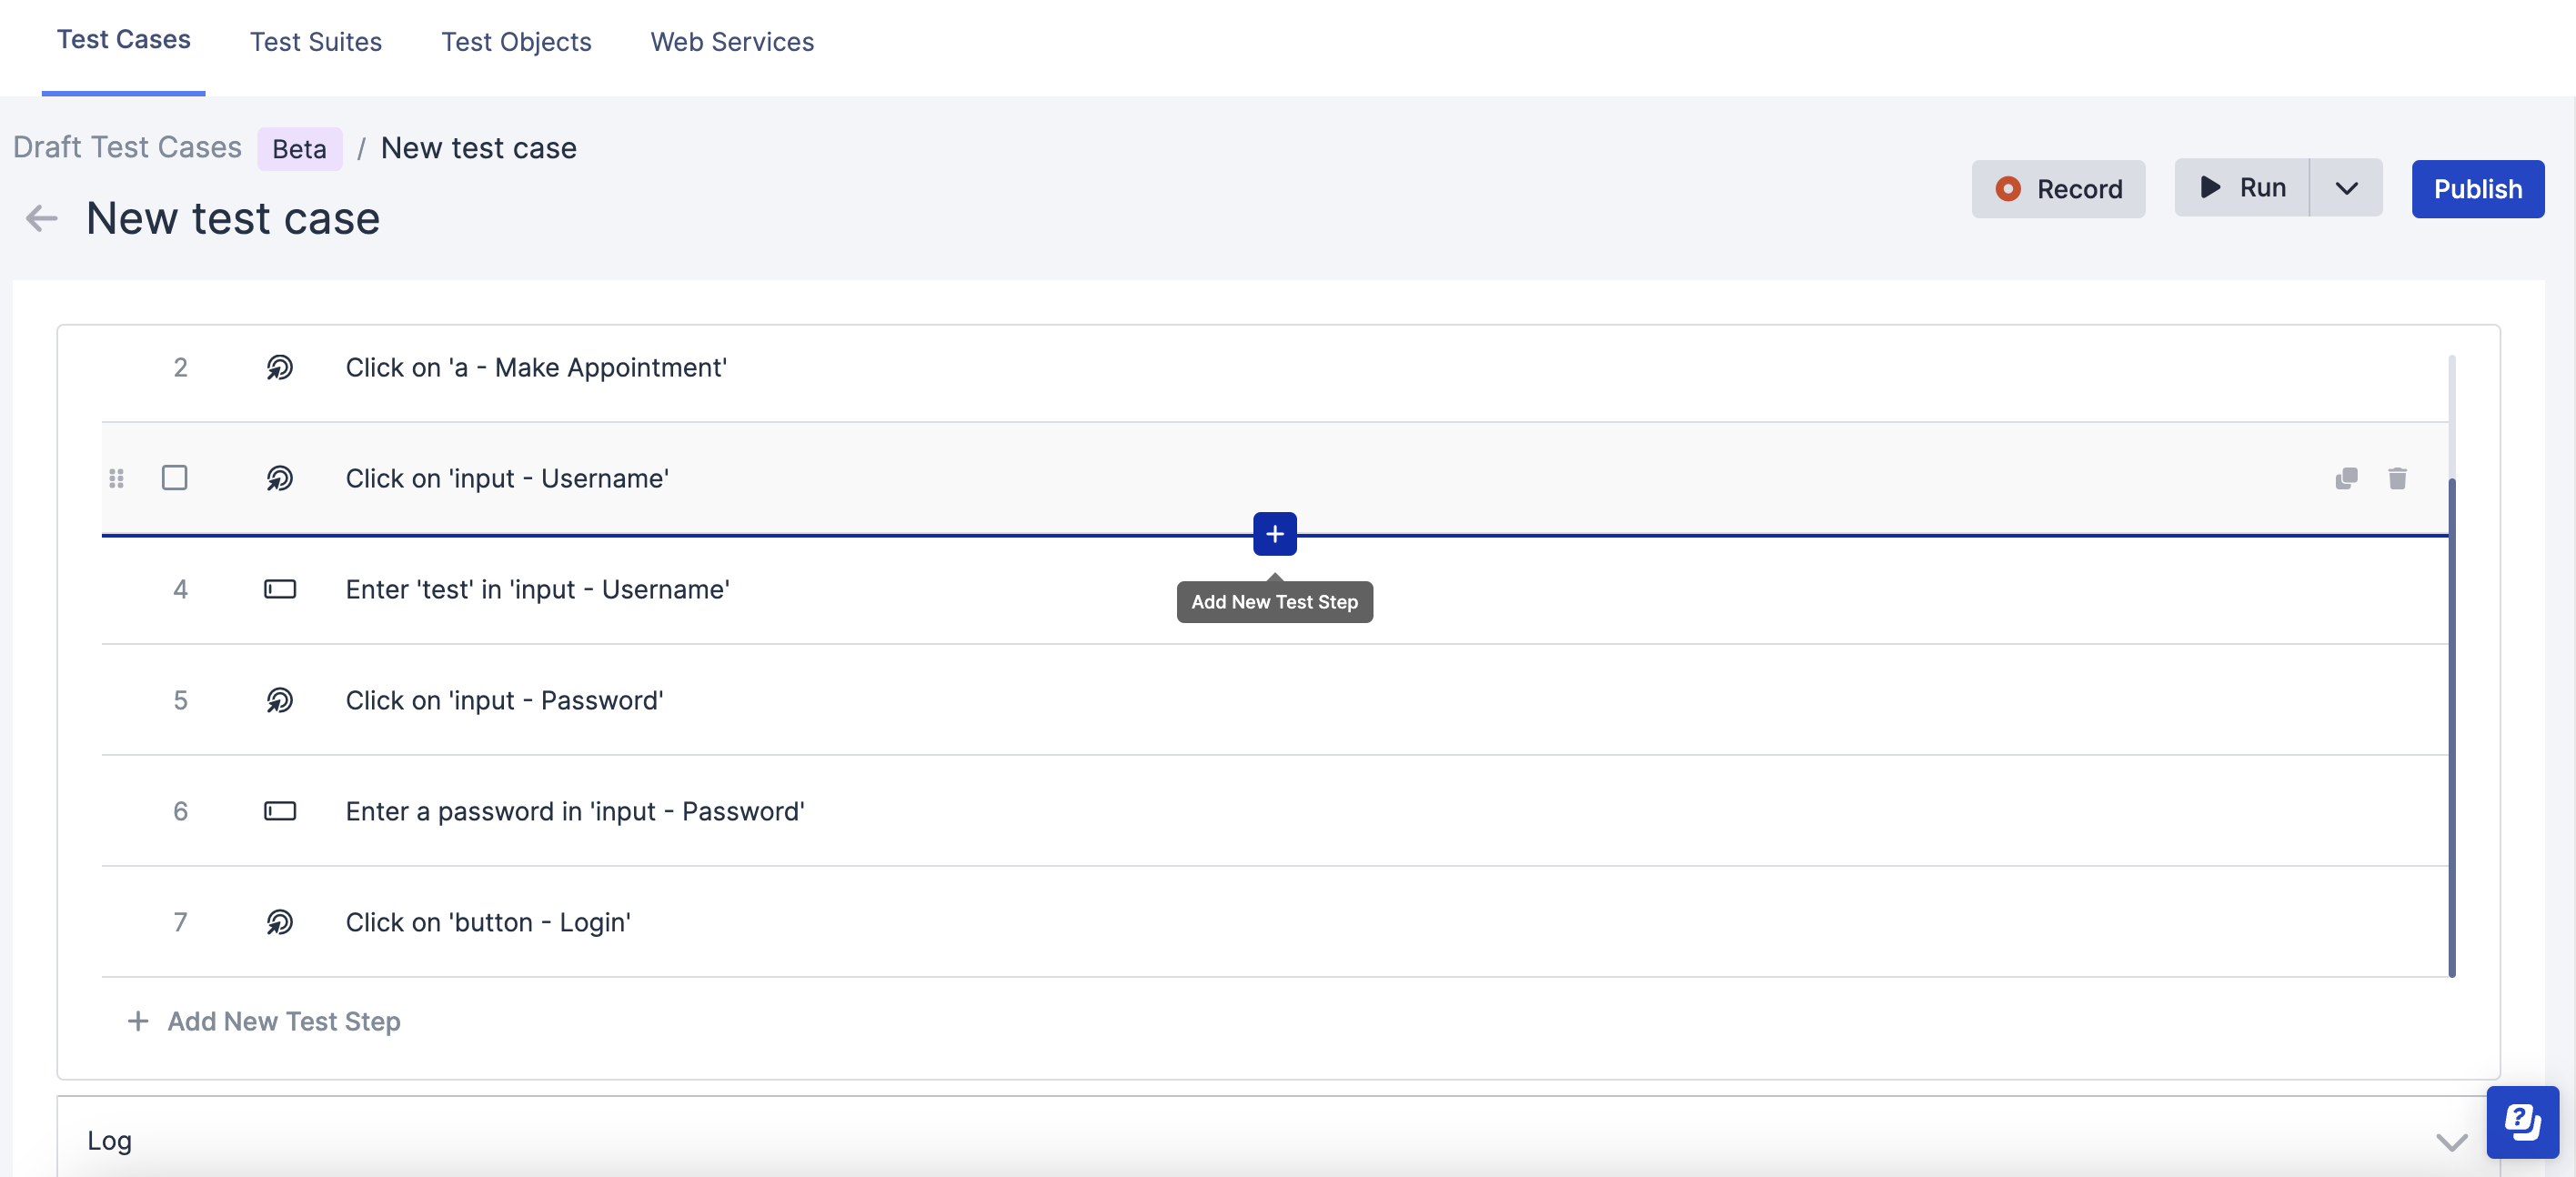 Test Cases Test Suites Test Objects Web Services
Draft Test Cases Beta / New test case
New test case
Record Run Publish
2 Click on 'a - Make Appointment'
Click on 'input - Username'
4 Enter 'test' in 'input - Username'
Add New Test Step
5 Click on 'input - Password'
6 Enter a password in 'input - Password'
7 Click on 'button - Login'
+ Add New Test Step
Log